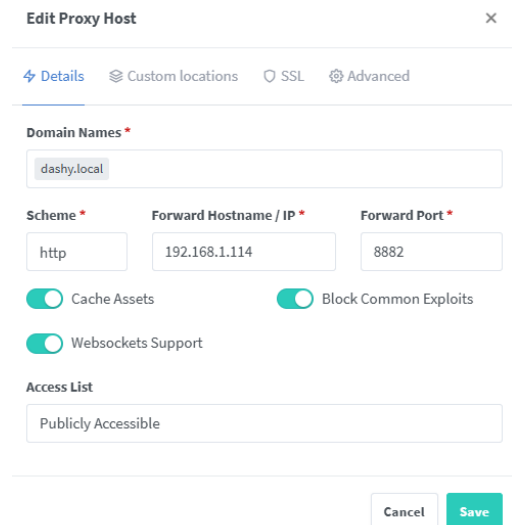 Edit Proxy Host ×
Details Custom locations SSL Advanced
Domain Names *
dashy.local
Scheme * Forward Hostname / IP * Forward Port *
http 192.168.1.114 8882
Cache Assets Block Common Exploits
Websockets Support
Access List
Publicly Accessible
Cancel Save